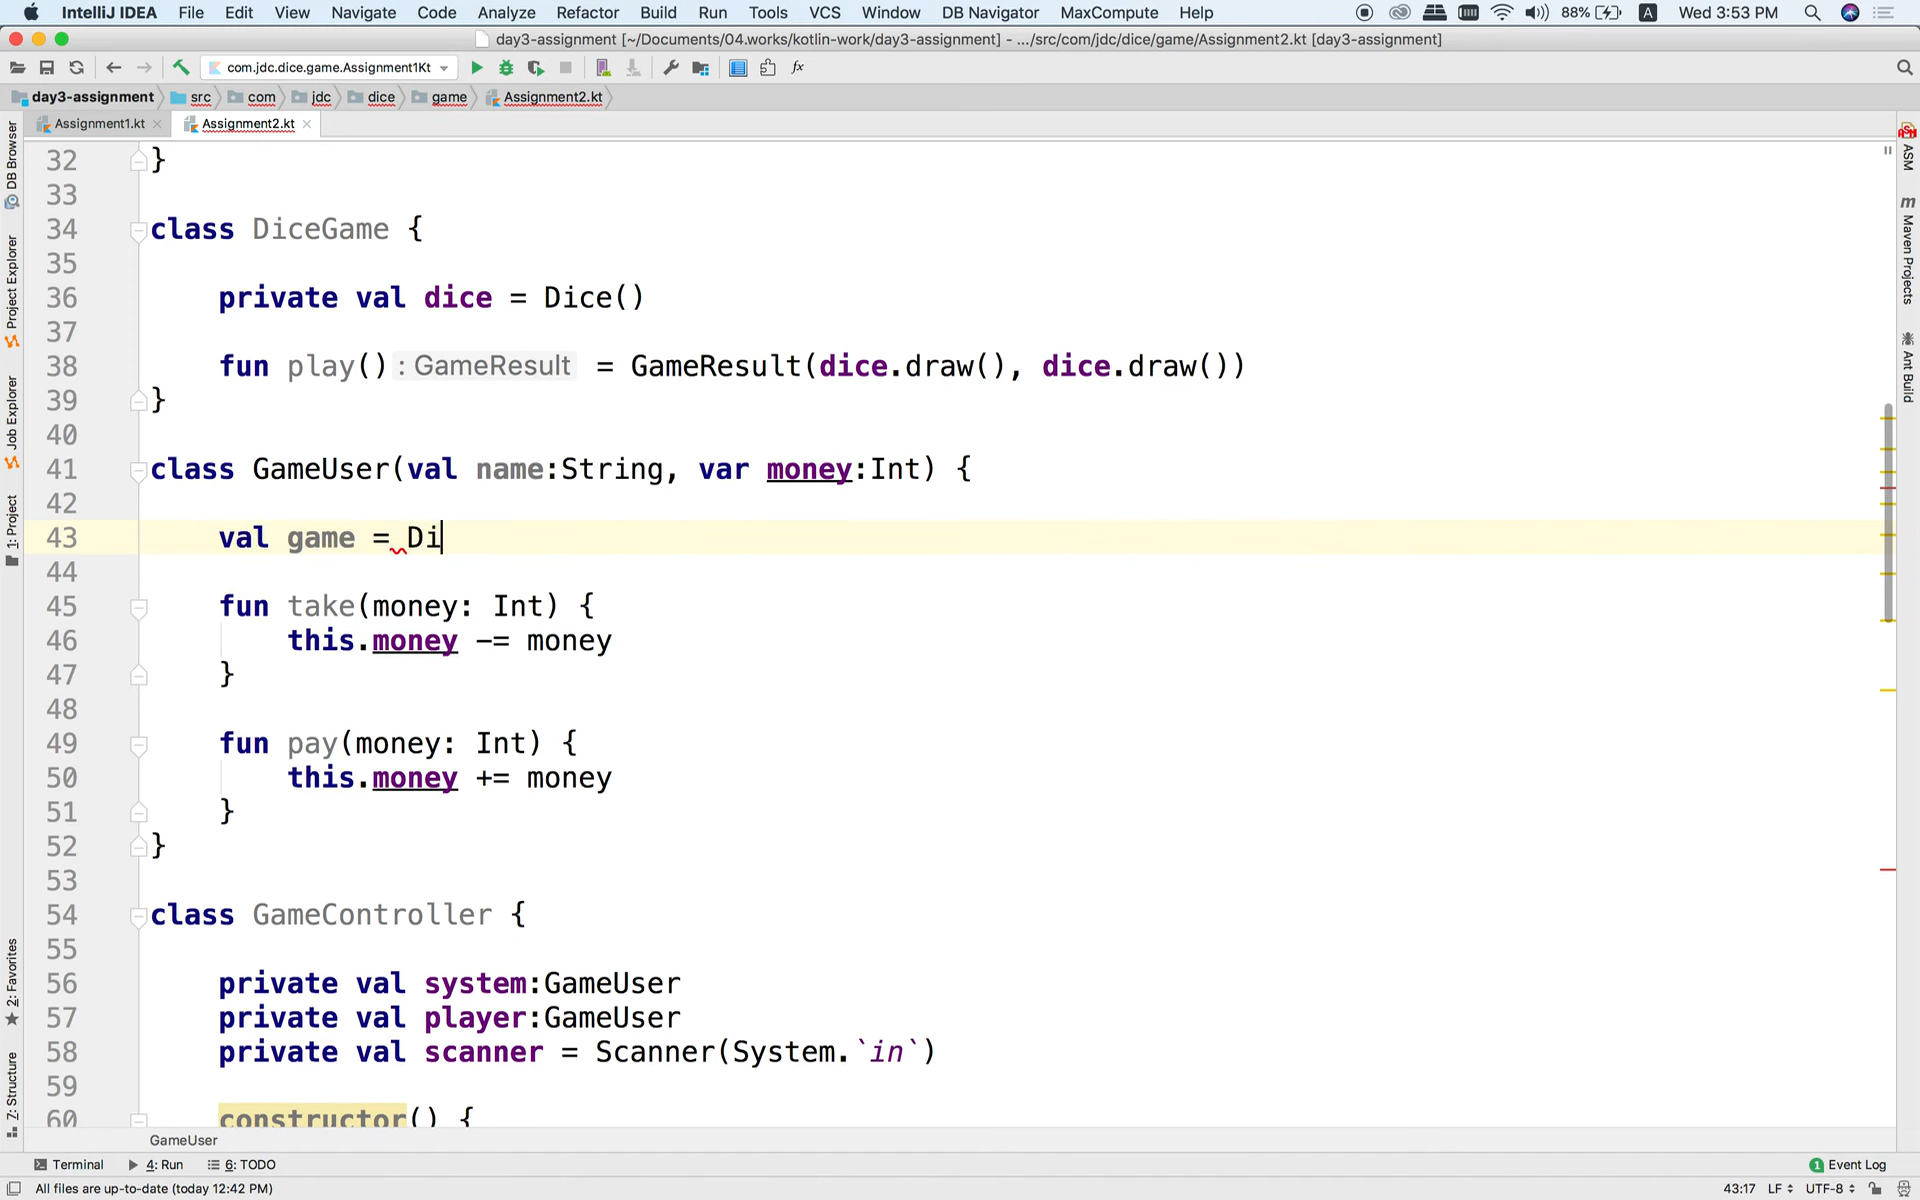 IntelliJ IDEA File Edit View Navigate Code Analyze Refactor Build Run Tools VCS Window DB Navigator MaxCompute Help 88% A Wed 3:53 PM
day3-assignment [~/Documents/04.works/kotlin-work/day3-assignment] - .../src/com/jdc/dice/game/Assignment2.kt [day3-assignment]
com.jdc.dice.game.Assignment1Kt
day3-assignment src com jdc dice game Assignment2.kt
Assignment1.kt Assignment2.kt
32 }
33
34 class DiceGame {
35
36 private val dice = Dice()
37
38 fun play() : GameResult = GameResult(dice.draw(), dice.draw())
39 }
40
41 class GameUser(val name:String, var money:Int) {
42
43 val game = Di
44
45 fun take(money: Int) {
46 this.money -= money
47 }
48
49 fun pay(money: Int) {
50 this.money += money
51 }
52 }
53
54 class GameController {
55
56 private val system:GameUser
57 private val player:GameUser
58 private val scanner = Scanner(System.`in`)
59
60 constructor() {
GameUser
Terminal 4: Run 6: TODO 1 Event Log
All files are up-to-date (today 12:42 PM) 43:17 LF UTF-8
DB Browser
Project Explorer
Job Explorer
1: Project
2: Favorites
Z: Structure
ASM
ASM
m Maven Projects
Ant Build